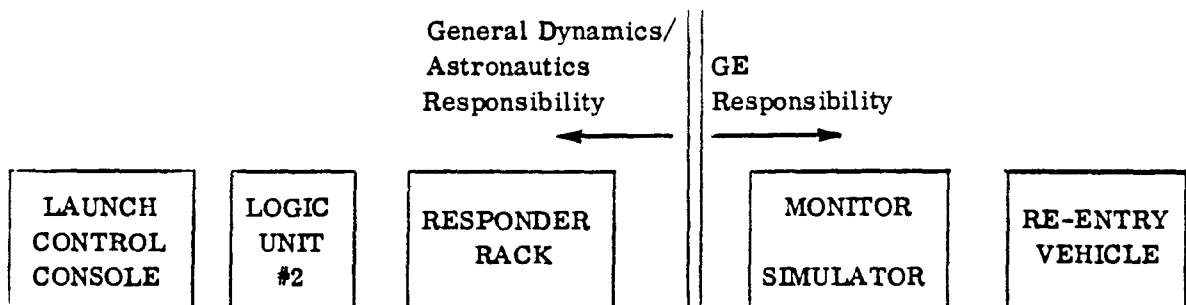 General Dynamics/
Astronautics
Responsibility
GE
Responsibility
LAUNCH
CONTROL
CONSOLE
LOGIC
UNIT
#2
RESPONDER
RACK
MONITOR
SIMULATOR
RE-ENTRY
VEHICLE